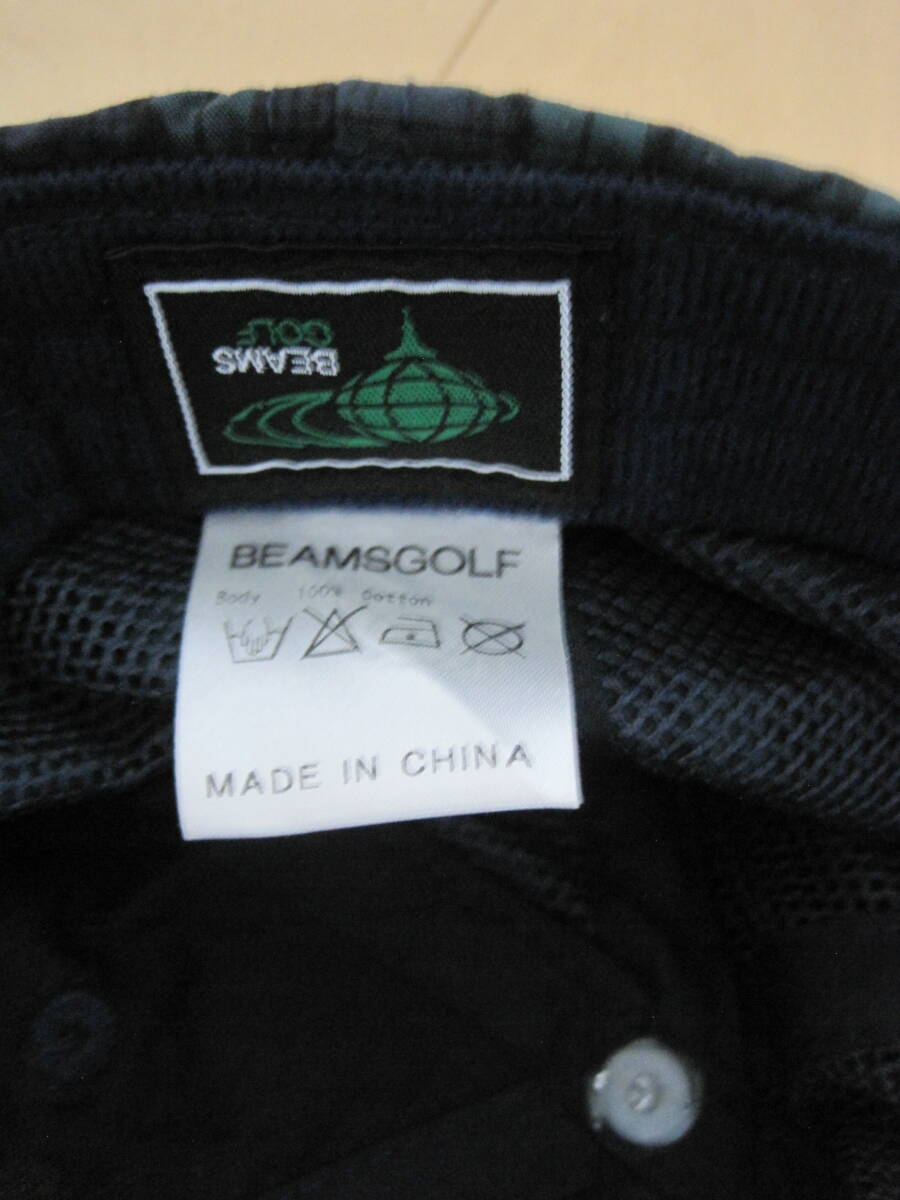 BEAMS
GOLF
BEAMSGOLF
Body 100% Cotton
MADE IN CHINA